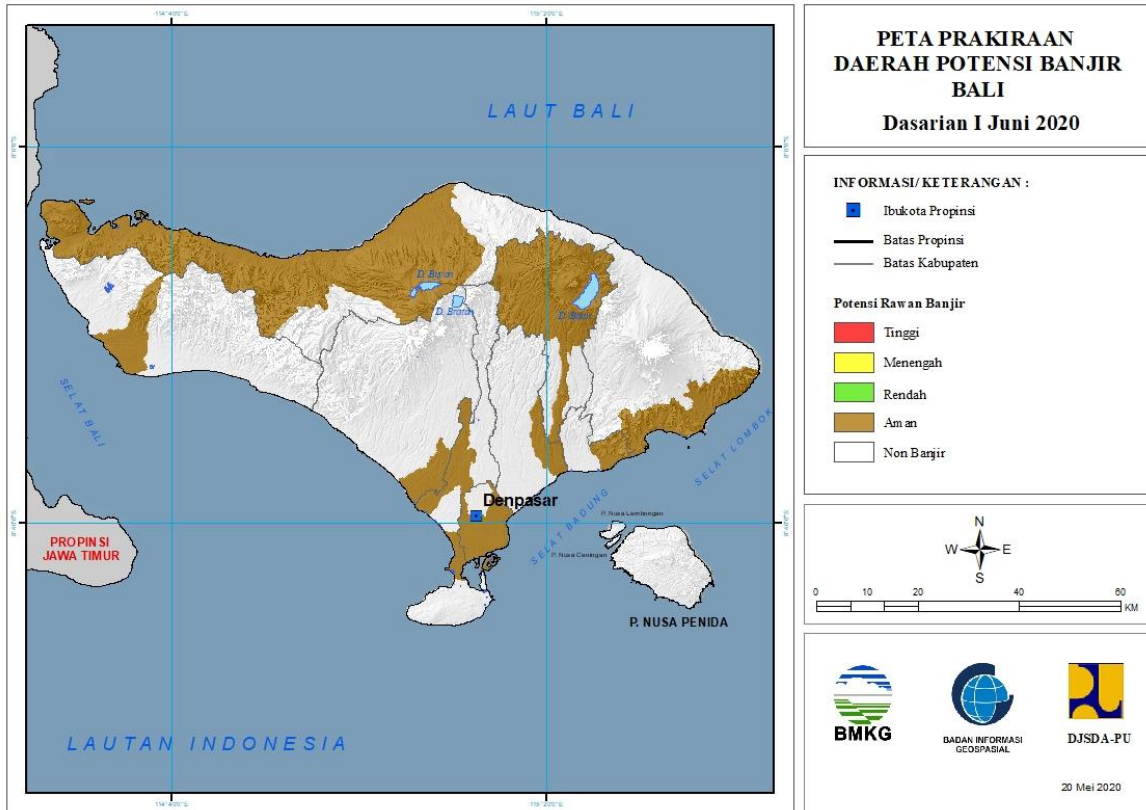 PETA PRAKIRAAN
DAERAH POTENSI BANJIR
BALI
Dasarian I Juni 2020
INFORMASI/KETERANGAN :
Ibukota Propinsi
Batas Propinsi
Batas Kabupaten
Potensi Rawan Banjir
Tinggi
Menengah
Rendah
Aman
Non Banjir
N
W E
S
0 10 20 40 60
KM
BMKG
BADAN INFORMASI
GEOSPASIAL
DJSDA-PU
20 Mei 2020
LAUT BALI
D. Buyan
D. Bratan
D. Batur
SELAT BALI
SELAT LOMBOK
Denpasar
SELAT BADUNG
P. Nusa Lembongan
P. Nusa Ceningan
PROPINSI
JAWA TIMUR
P. NUSA PENIDA
LAUTAN INDONESIA